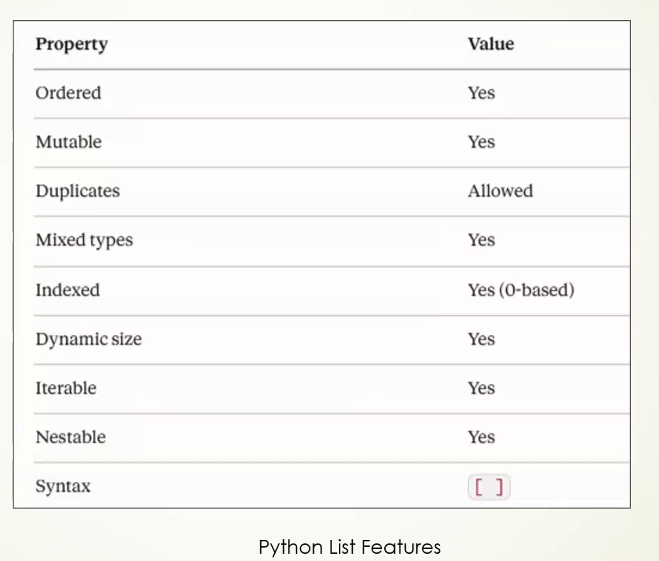 Property Value
Ordered Yes
Mutable Yes
Duplicates Allowed
Mixed types Yes
Indexed Yes (0-based)
Dynamic size Yes
Iterable Yes
Nestable Yes
Syntax [ ]
Python List Features